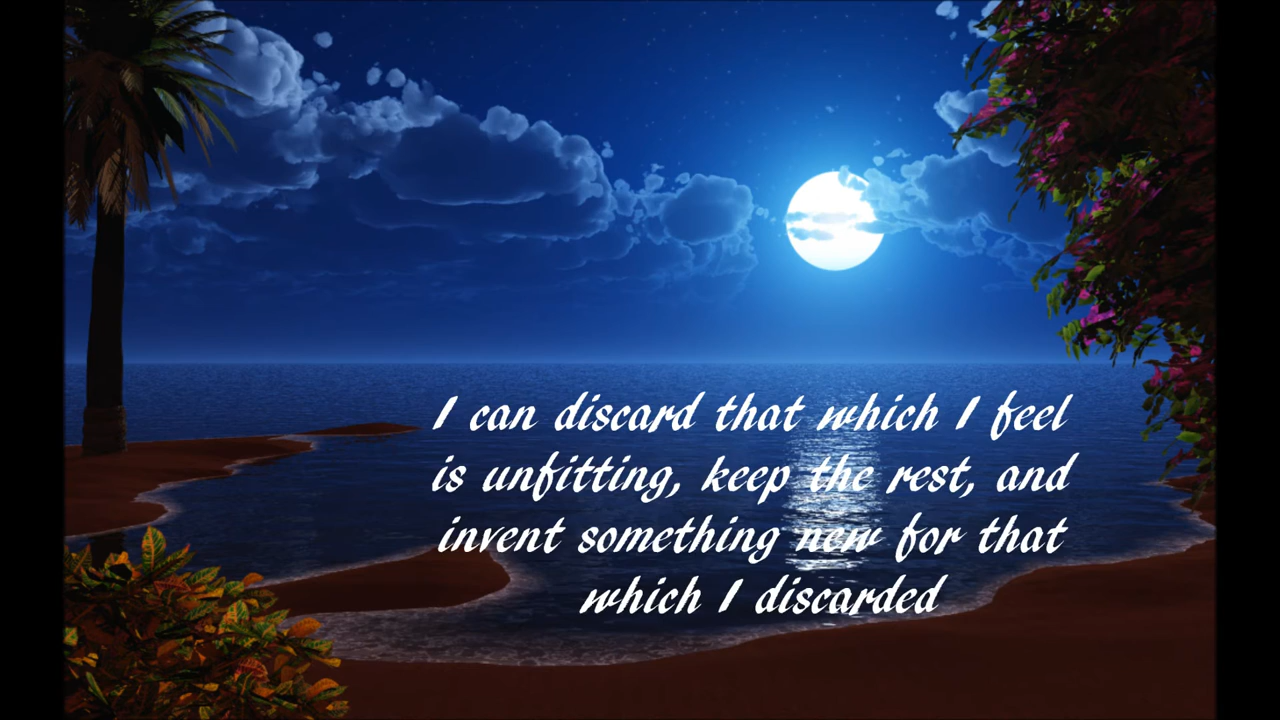 I can discard that which I feel
is unfitting, keep the rest, and
invent something new for that
which I discarded